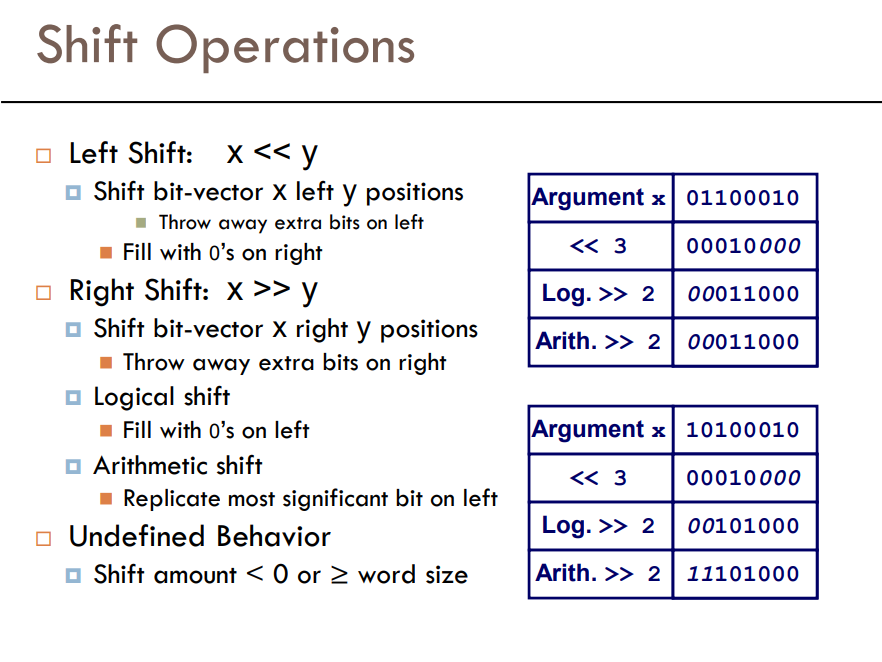 Shift Operations
Left Shift: x << y
Shift bit-vector x left y positions
Throw away extra bits on left
Fill with 0's on right
Right Shift: x >> y
Shift bit-vector x right y positions
Throw away extra bits on right
Logical shift
Fill with 0's on left
Arithmetic shift
Replicate most significant bit on left
Undefined Behavior
Shift amount < 0 or ≥ word size
Argument x 01100010
<< 3 00010000
Log. >> 2 00011000
Arith. >> 2 00011000
Argument x 10100010
<< 3 00010000
Log. >> 2 00101000
Arith. >> 2 11101000